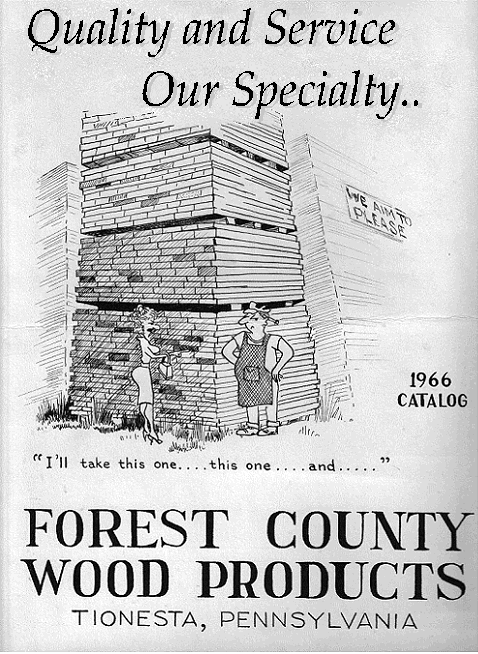 Quality and Service
Our Specialty..
WE AIM TO
PLEASE
1966
CATALOG
"I'll take this one....this one....and....."
FOREST COUNTY
WOOD PRODUCTS
TIONESTA, PENNSYLVANIA